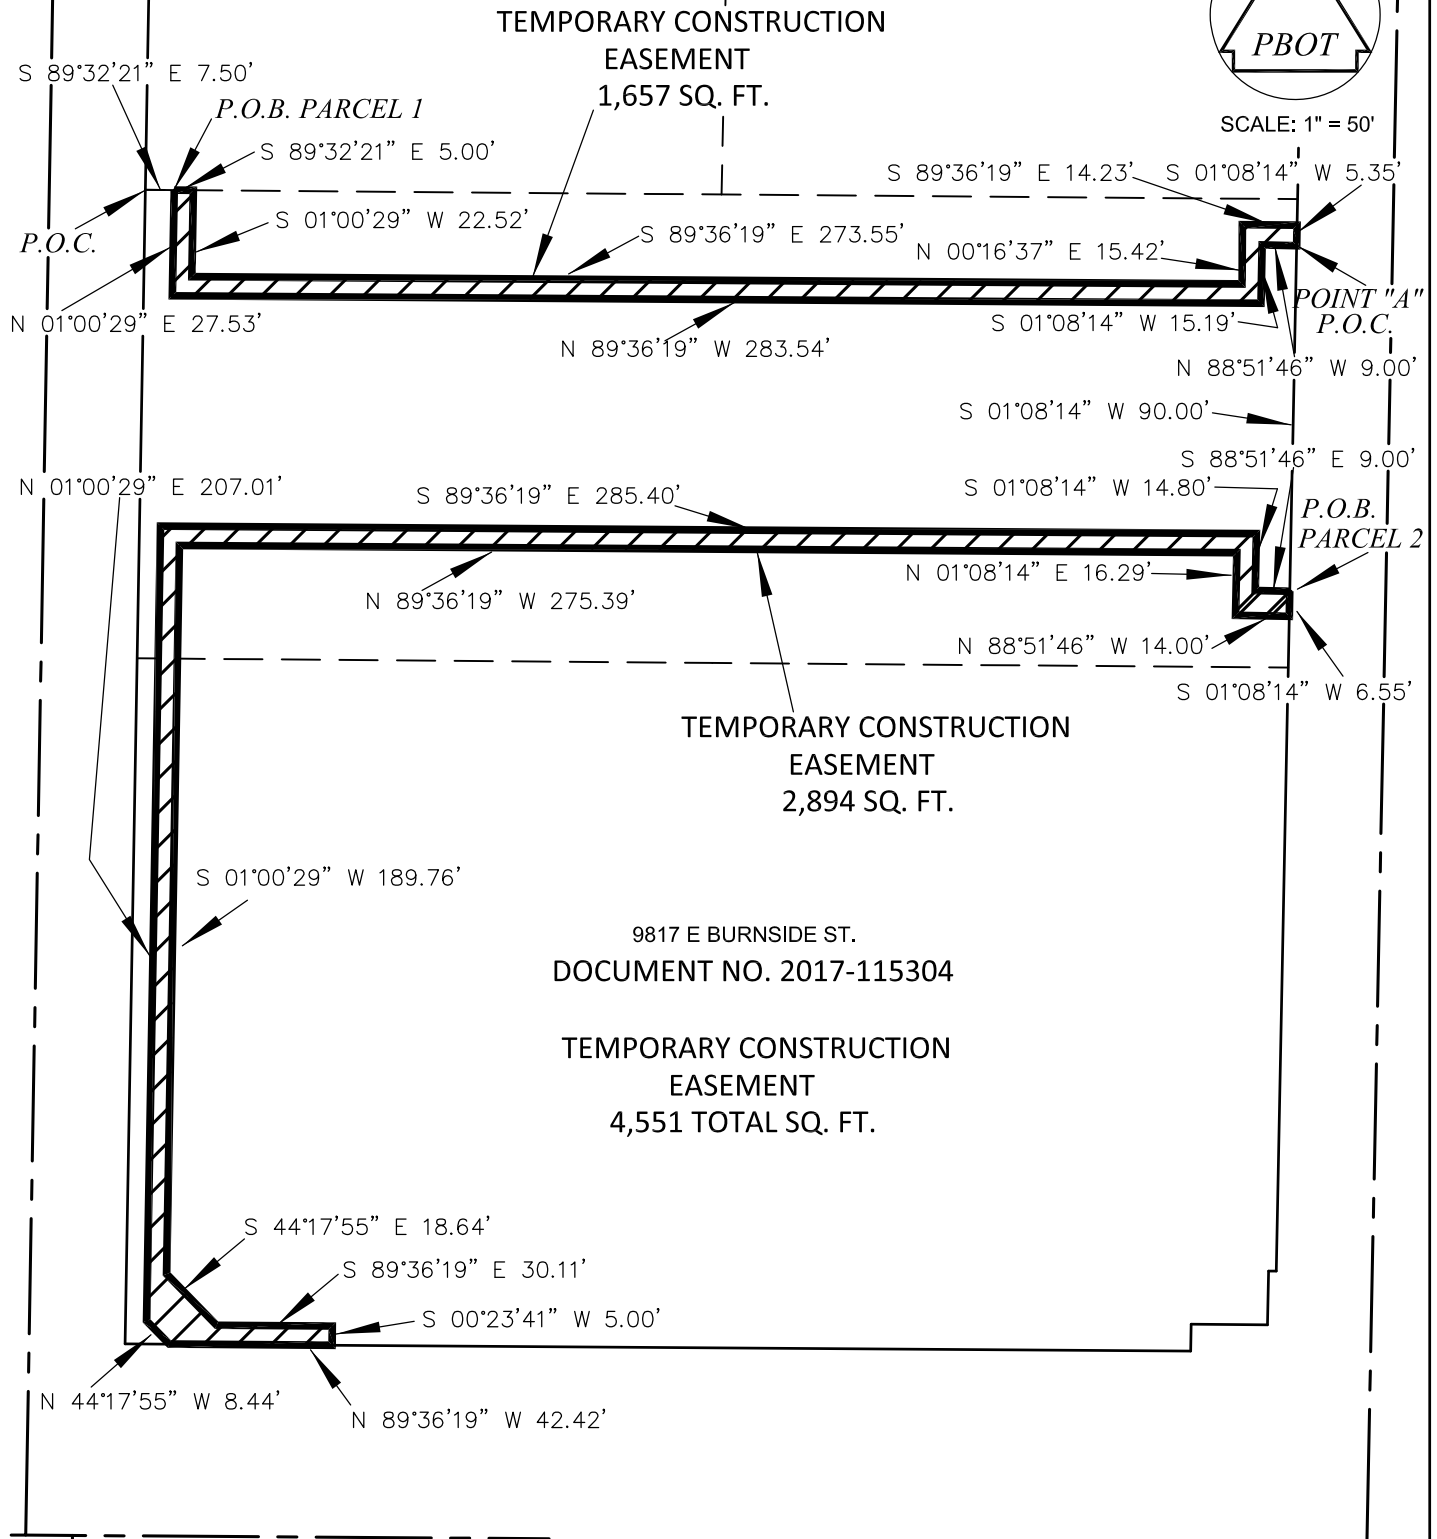 TEMPORARY CONSTRUCTION
EASEMENT
1,657 SQ. FT.
PBOT
SCALE: 1" = 50'
S 89°32'21" E 7.50'
P.O.B. PARCEL 1
S 89°32'21" E 5.00'
S 89°36'19" E 14.23'
S 01°08'14" W 5.35'
P.O.C.
S 01°00'29" W 22.52'
S 89°36'19" E 273.55'
N 00°16'37" E 15.42'
POINT "A"
P.O.C.
N 01°00'29" E 27.53'
S 01°08'14" W 15.19'
N 89°36'19" W 283.54'
N 88°51'46" W 9.00'
S 01°08'14" W 90.00'
S 88°51'46" E 9.00'
N 01°00'29" E 207.01'
S 89°36'19" E 285.40'
S 01°08'14" W 14.80'
P.O.B.
PARCEL 2
N 01°08'14" E 16.29'
N 89°36'19" W 275.39'
N 88°51'46" W 14.00'
S 01°08'14" W 6.55'
TEMPORARY CONSTRUCTION
EASEMENT
2,894 SQ. FT.
S 01°00'29" W 189.76'
9817 E BURNSIDE ST.
DOCUMENT NO. 2017-115304
TEMPORARY CONSTRUCTION
EASEMENT
4,551 TOTAL SQ. FT.
S 44°17'55" E 18.64'
S 89°36'19" E 30.11'
S 00°23'41" W 5.00'
N 44°17'55" W 8.44'
N 89°36'19" W 42.42'